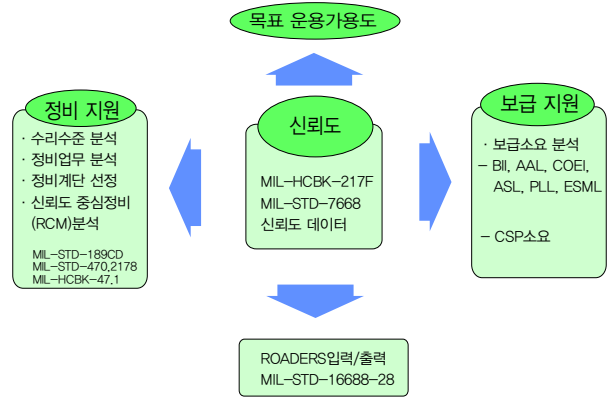 목표 운용가용도
정비 지원
· 수리수준 분석
· 정비업무 분석
· 정비계단 선정
· 신뢰도 중심정비
(RCM)분석
MIL-STD-189CD
MIL-STD-470,2178
MIL-HCBK-47.1
신뢰도
MIL-HCBK-217F
MIL-STD-7668
신뢰도 데이터
보급 지원
· 보급소요 분석
- BII, AAL, COEI,
ASL, PLL, ESML
- CSP소요
ROADERS입력/출력
MIL-STD-16688-28